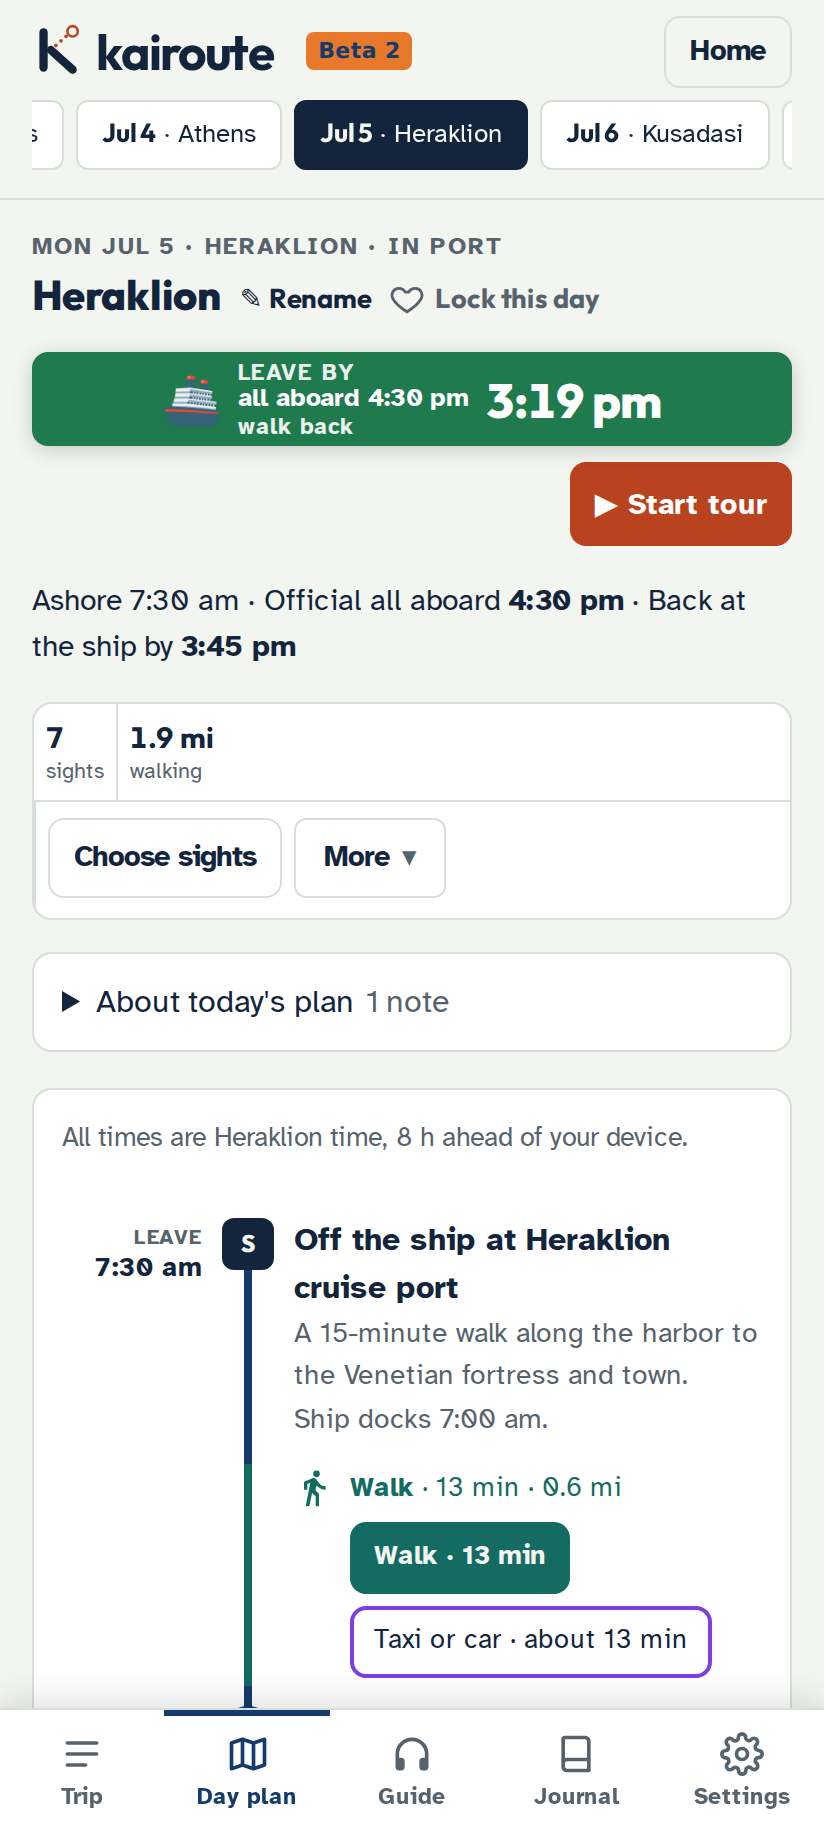 kairoute Beta 2 Home
s Jul 4 · Athens Jul 5 · Heraklion Jul 6 · Kusadasi
MON JUL 5 · HERAKLION · IN PORT
Heraklion ✎ Rename Lock this day
LEAVE BY
all aboard 4:30 pm
walk back
3:19 pm
▶ Start tour
Ashore 7:30 am · Official all aboard 4:30 pm · Back at
the ship by 3:45 pm
7
sights
1.9 mi
walking
Choose sights More ▼
▶ About today's plan 1 note
All times are Heraklion time, 8 h ahead of your device.
LEAVE
7:30 am
S
Off the ship at Heraklion
cruise port
A 15-minute walk along the harbor to
the Venetian fortress and town.
Ship docks 7:00 am.
Walk · 13 min · 0.6 mi
Walk · 13 min
Taxi or car · about 13 min
Trip Day plan Guide Journal Settings